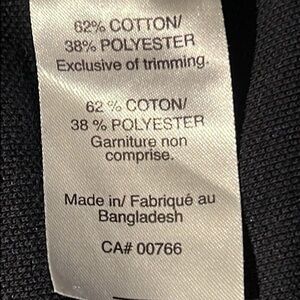 62% COTTON/
38% POLYESTER
Exclusive of trimming.
62 % COTON/
38 % POLYESTER
Garniture non
comprise.
Made in/ Fabriqué au
Bangladesh
CA# 00766